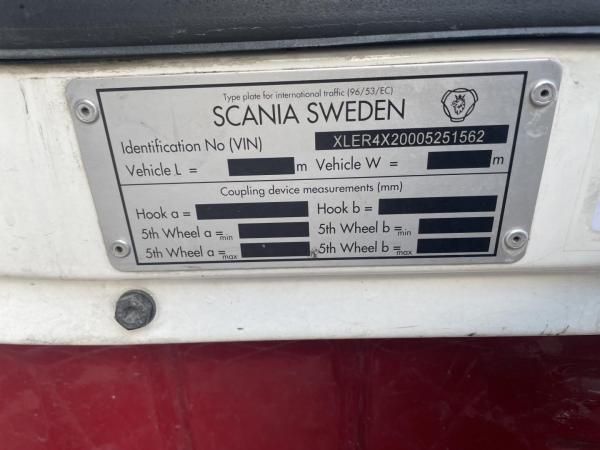 Type plate for international traffic (96/53/EC)
SCANIA SWEDEN
Identification No (VIN) XLER4X20005251562
Vehicle L = m Vehicle W = m
Coupling device measurements (mm)
Hook a = Hook b =
5th Wheel a =min 5th Wheel b =min
5th Wheel a =max 5th Wheel b =max